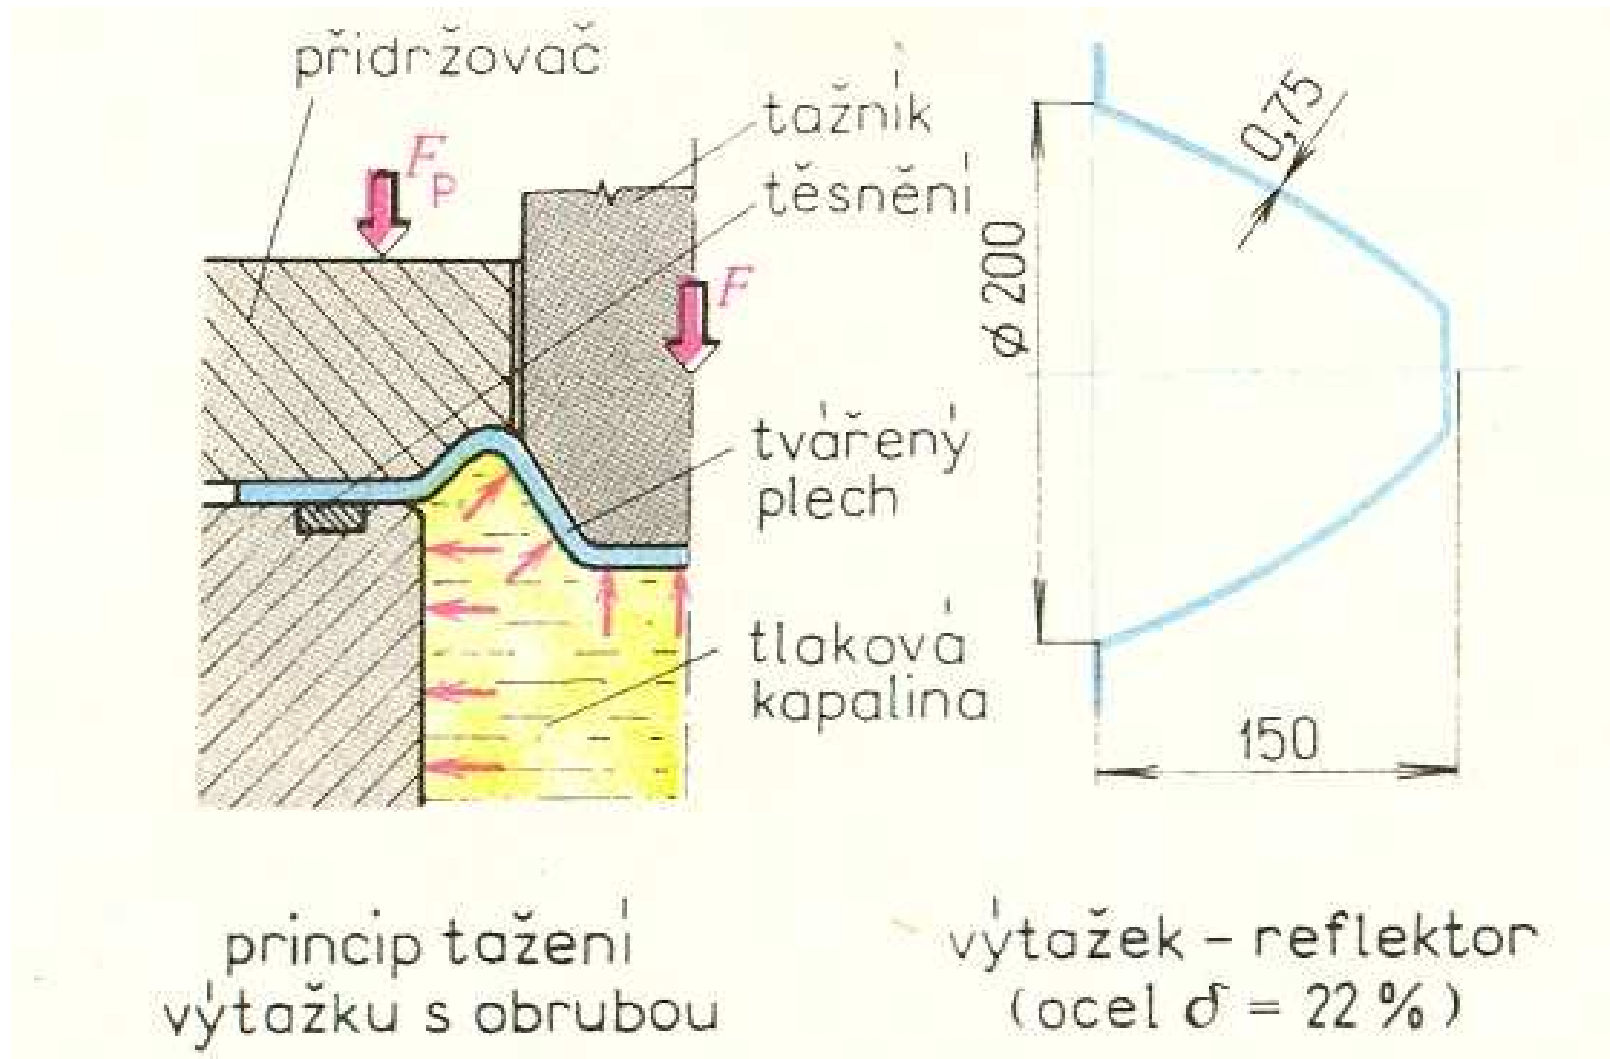 přidržovač
F_p
tažník
těsnění
F
tvářený
plech
tlaková
kapalina
princip tažení
výtažku s obrubou
0,75
ϕ 200
150
výtažek – reflektor
(ocel δ = 22 %)